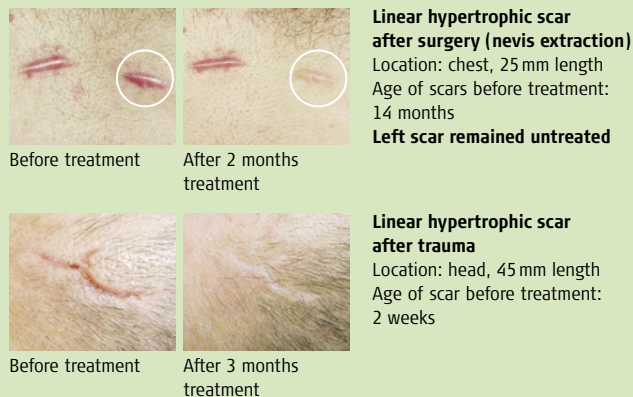 Linear hypertrophic scar
after surgery (nevis extraction)
Location: chest, 25 mm length
Age of scars before treatment:
14 months
Left scar remained untreated
Before treatment
After 2 months
treatment
Linear hypertrophic scar
after trauma
Location: head, 45 mm length
Age of scar before treatment:
2 weeks
Before treatment
After 3 months
treatment